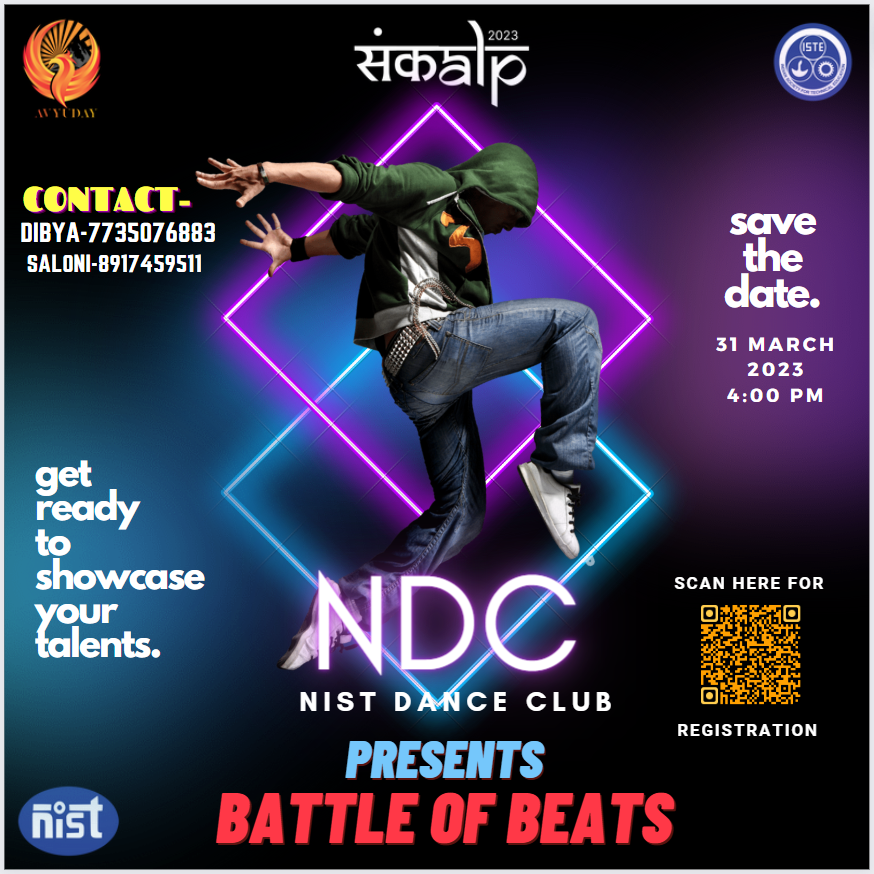 2023
संकalp
AVYUDAY
ISTE
CONTACT-
DIBYA-7735076883
SALONI-8917459511
save
the
date.
31 MARCH
2023
4:00 PM
get
ready
to
showcase
your
talents.
NDC
NIST DANCE CLUB
SCAN HERE FOR
REGISTRATION
PRESENTS
BATTLE OF BEATS
nist